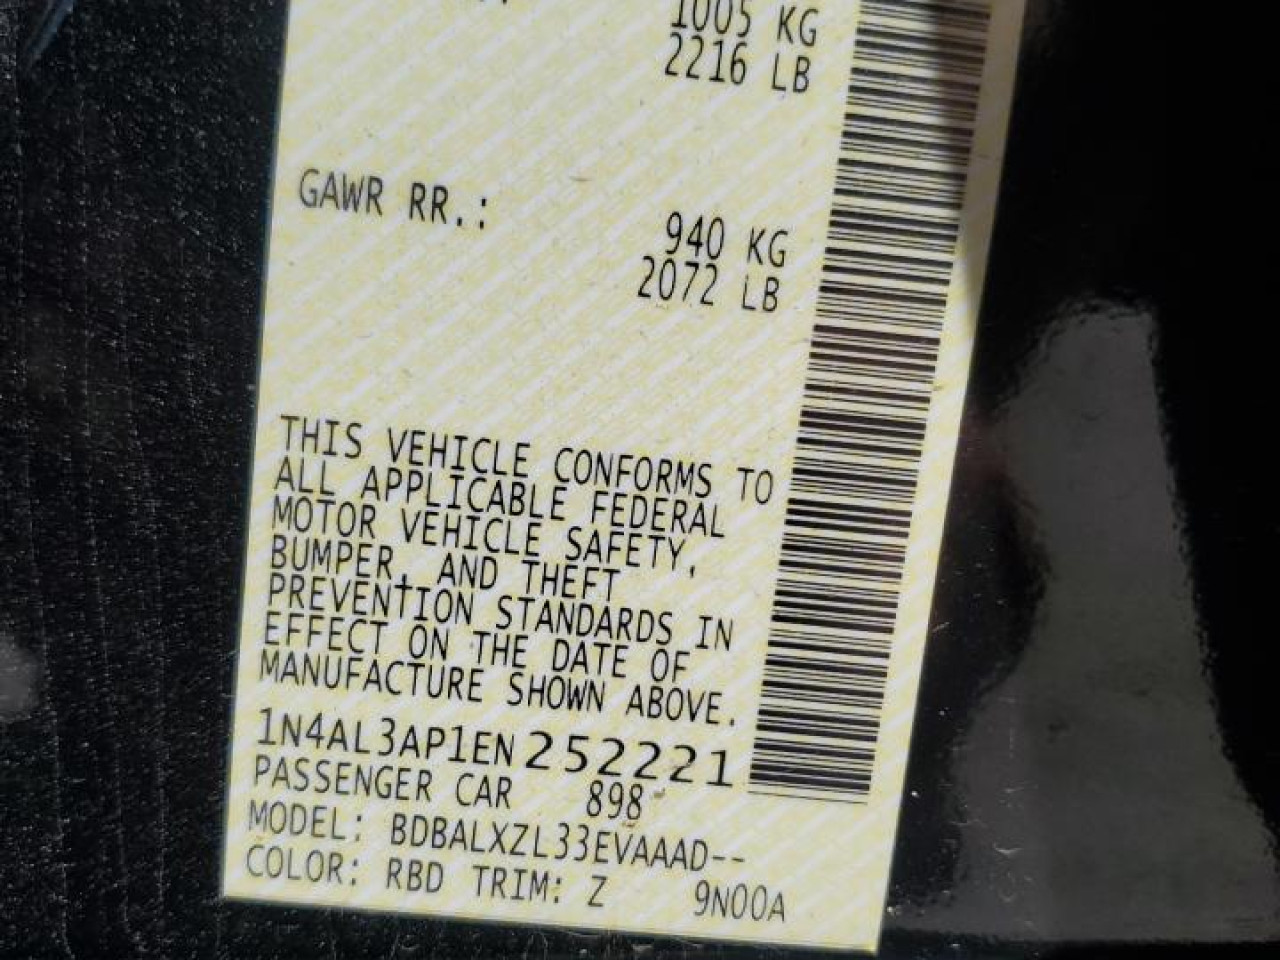 1005 KG
2216 LB
GAWR RR.:
940 KG
2072 LB
THIS VEHICLE CONFORMS TO
ALL APPLICABLE FEDERAL
MOTOR VEHICLE SAFETY,
BUMPER, AND THEFT
PREVENTION STANDARDS IN
EFFECT ON THE DATE OF
MANUFACTURE SHOWN ABOVE.
1N4AL3AP1EN252221
PASSENGER CAR 898
MODEL: BDBALXZL33EVAAAD--
COLOR: RBD TRIM: Z 9N00A